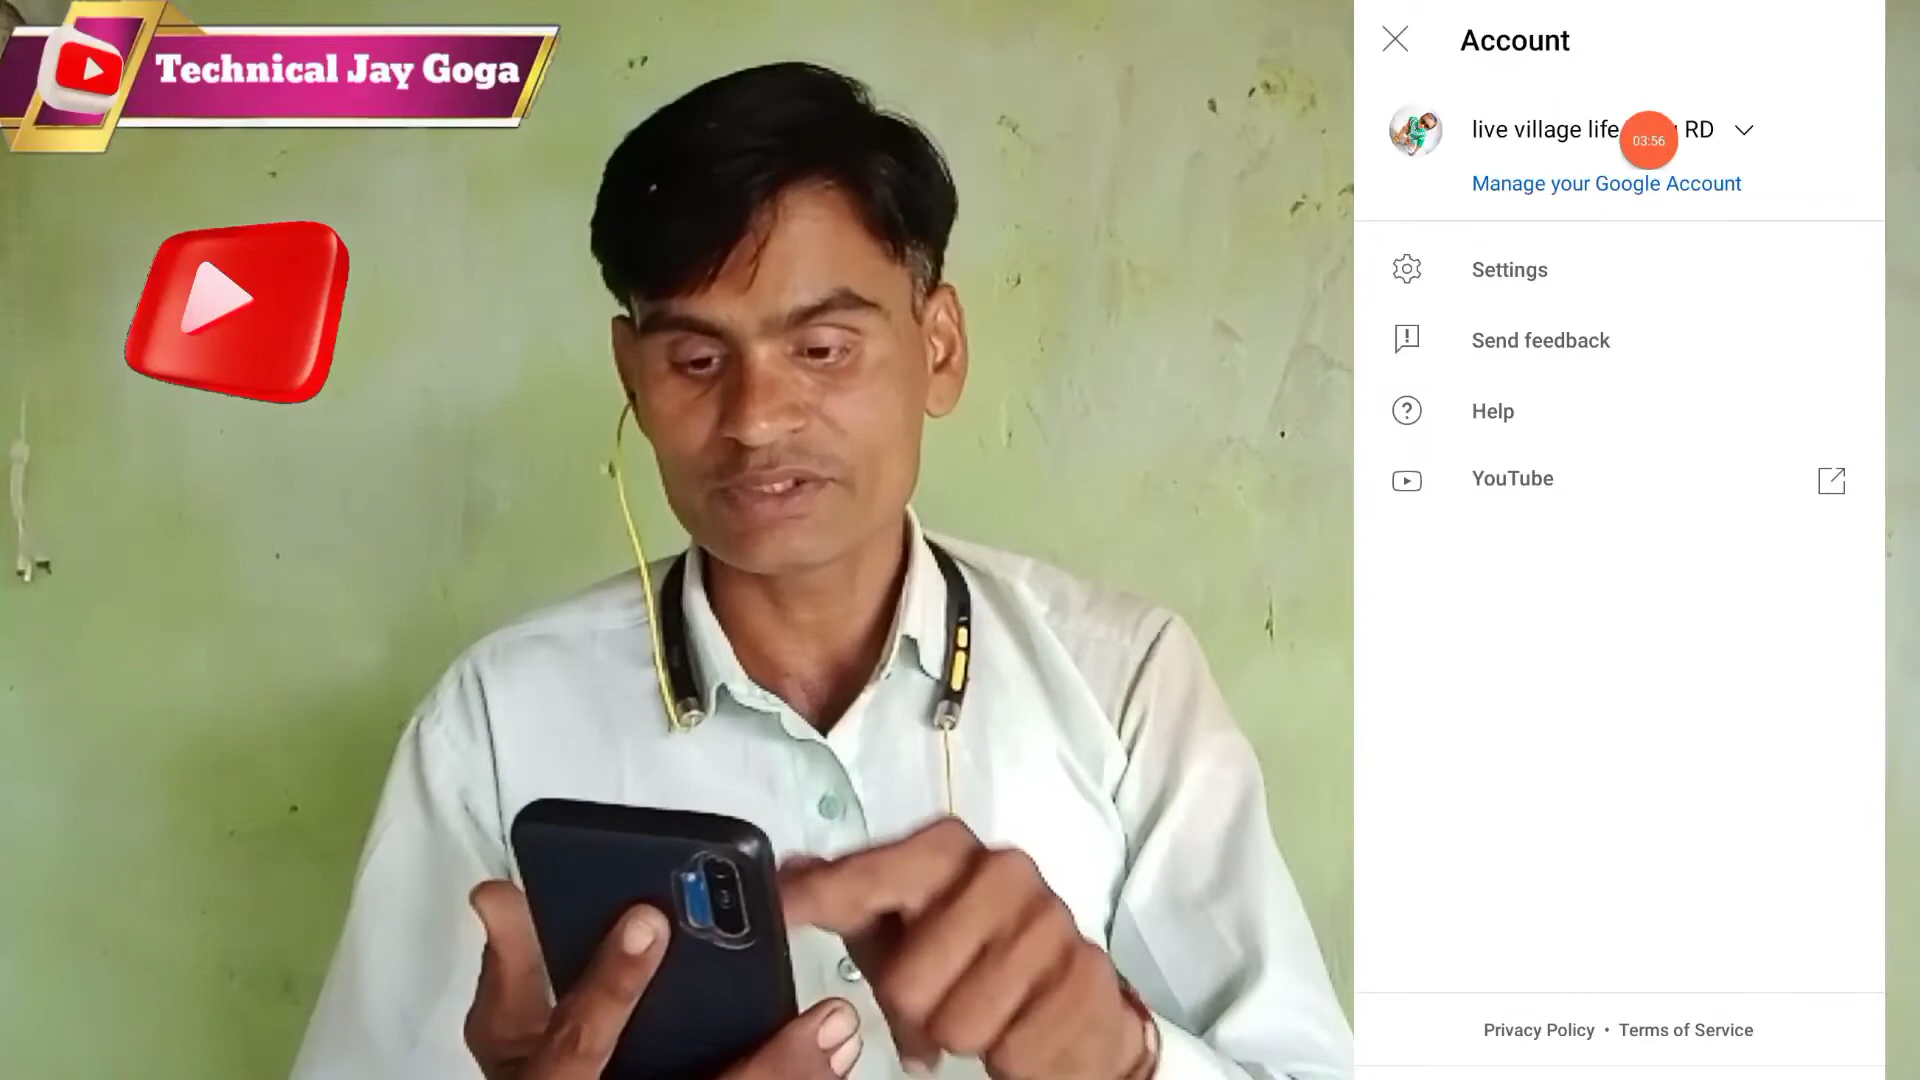 Technical Jay Goga
Account
live village life RD
03:56
Manage your Google Account
Settings
Send feedback
Help
YouTube
Privacy Policy • Terms of Service